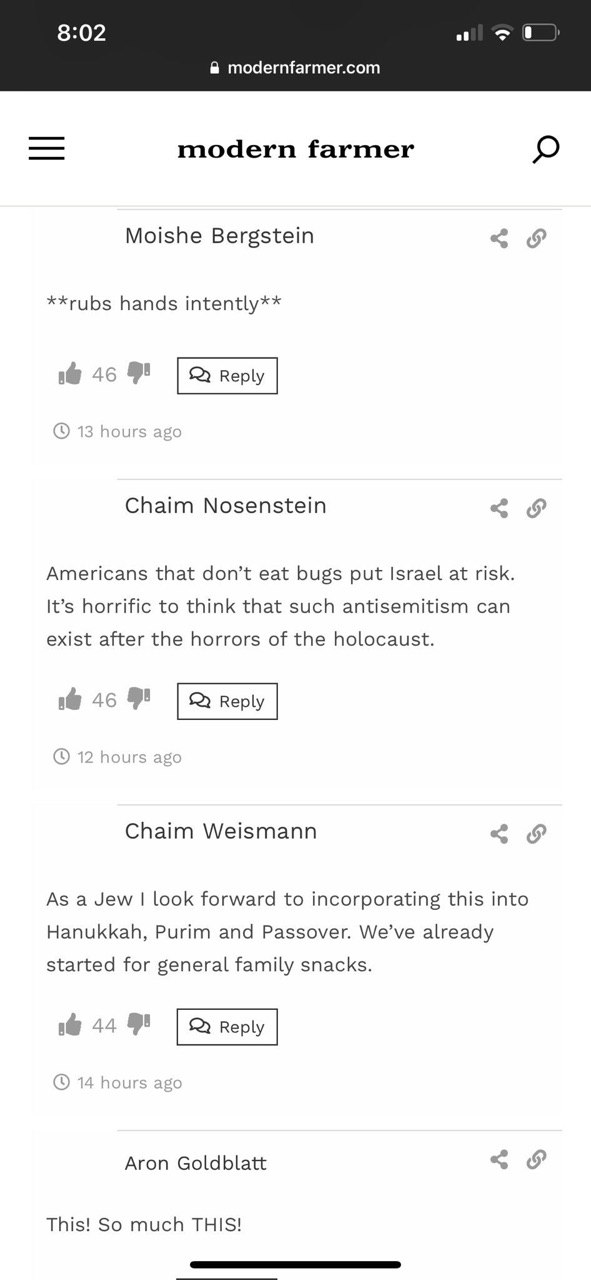 8:02
modernfarmer.com
modern farmer
Moishe Bergstein
**rubs hands intently**
46
Reply
13 hours ago
Chaim Nosenstein
Americans that don’t eat bugs put Israel at risk.
It’s horrific to think that such antisemitism can
exist after the horrors of the holocaust.
46
Reply
12 hours ago
Chaim Weismann
As a Jew I look forward to incorporating this into
Hanukkah, Purim and Passover. We’ve already
started for general family snacks.
44
Reply
14 hours ago
Aron Goldblatt
This! So much THIS!